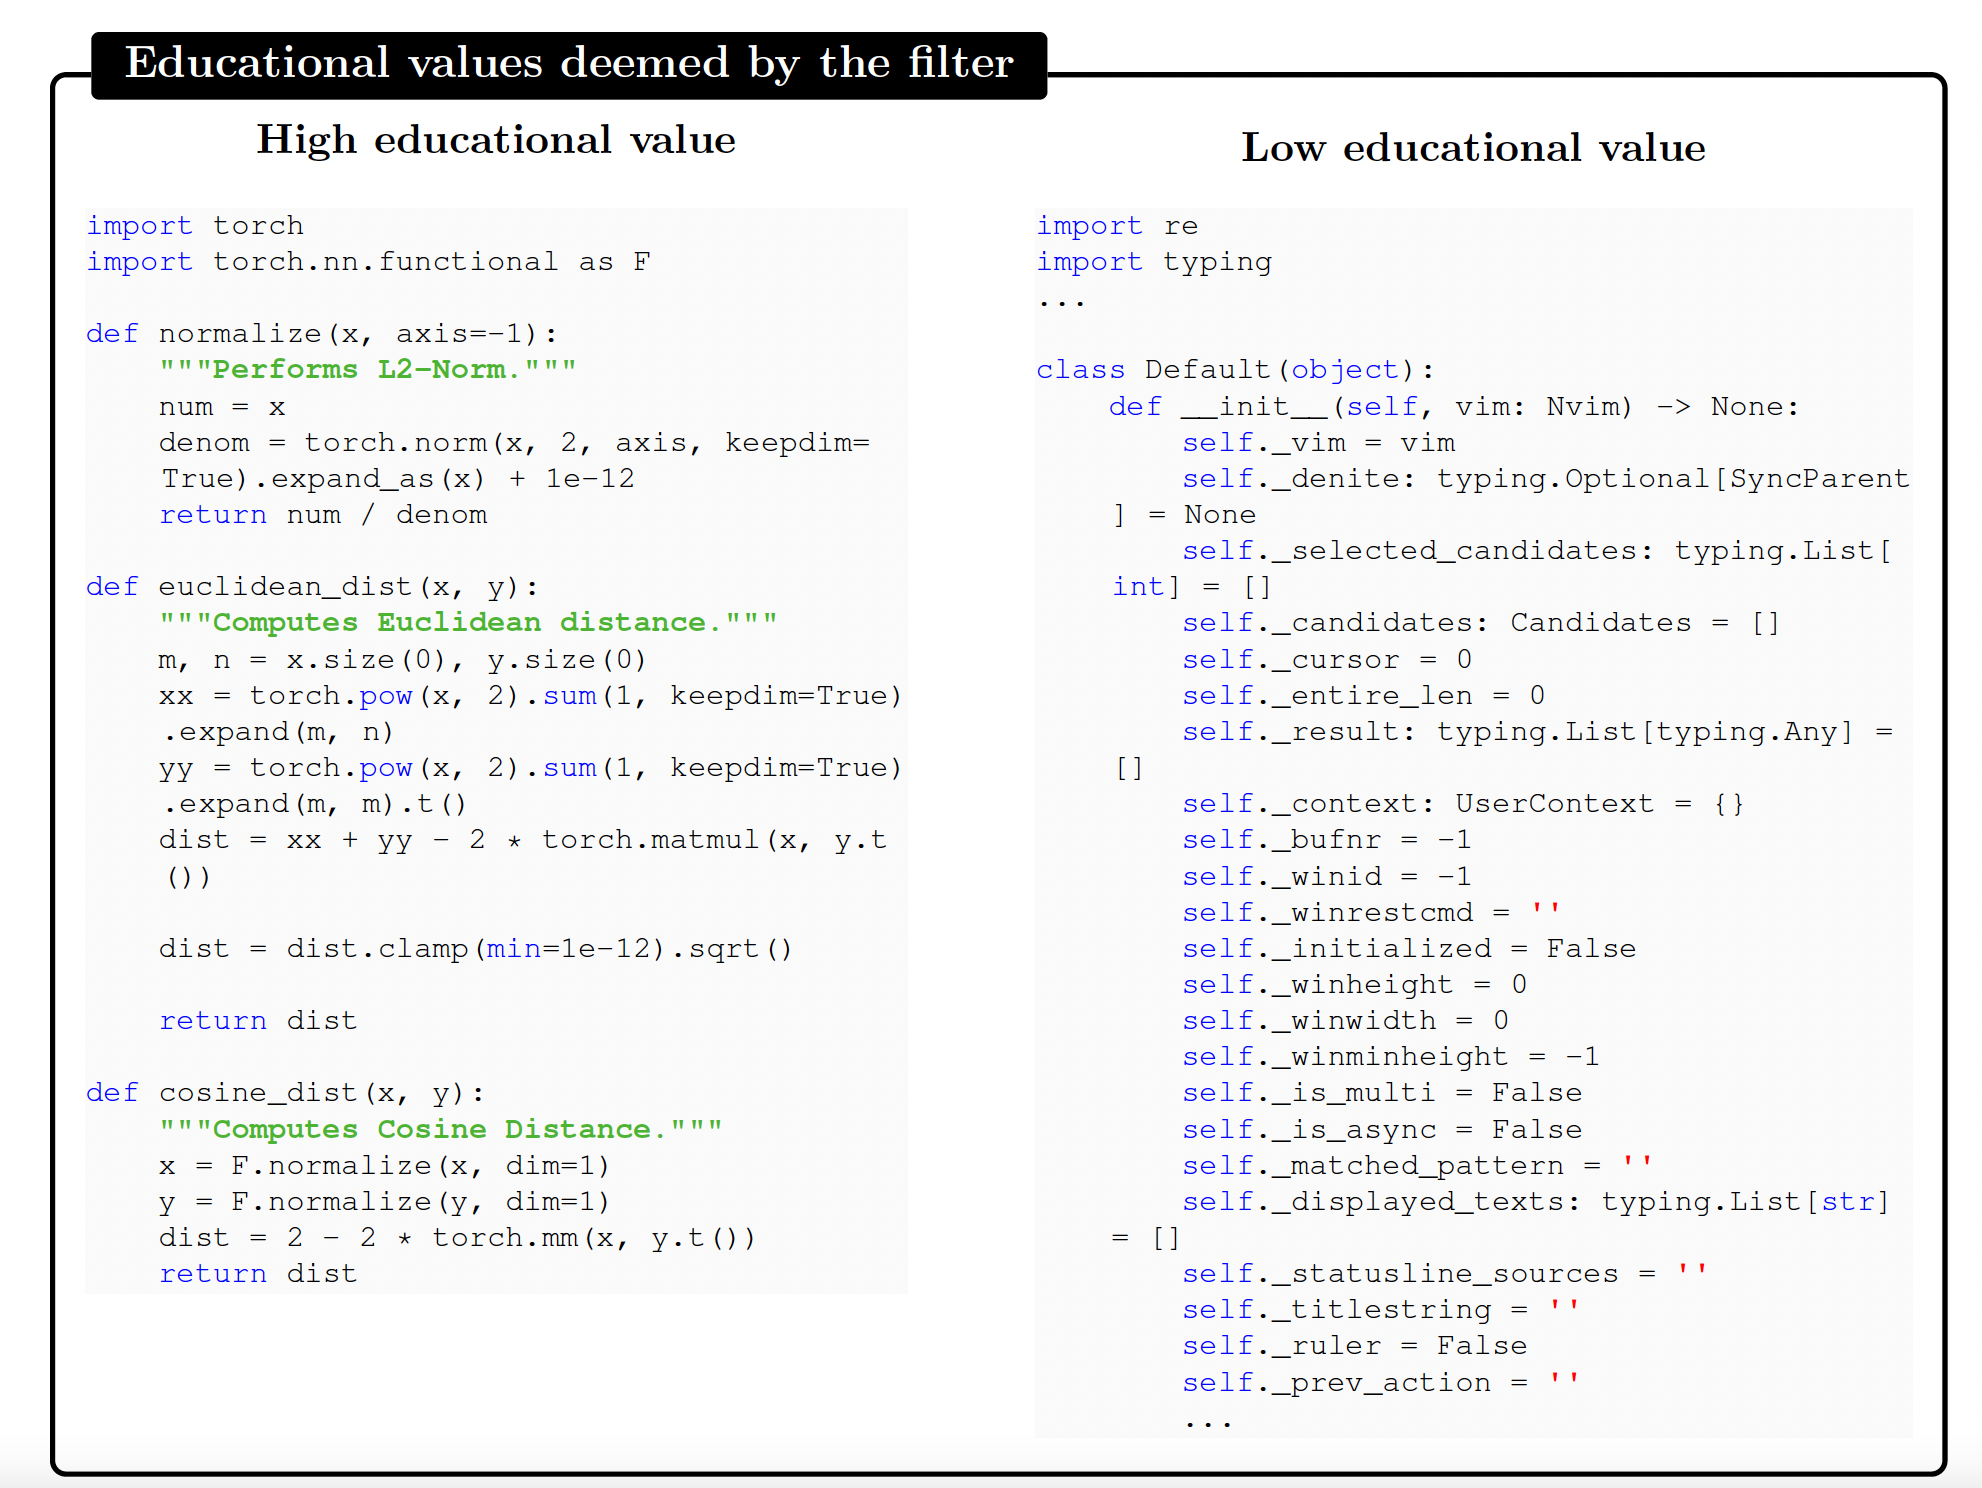 Educational values deemed by the filter
High educational value
import torch
import torch.nn.functional as F
def normalize(x, axis=-1):
    """Performs L2-Norm."""
    num = x
    denom = torch.norm(x, 2, axis, keepdim=
    True).expand_as(x) + 1e-12
    return num / denom
def euclidean_dist(x, y):
    """Computes Euclidean distance."""
    m, n = x.size(0), y.size(0)
    xx = torch.pow(x, 2).sum(1, keepdim=True)
    .expand(m, n)
    yy = torch.pow(x, 2).sum(1, keepdim=True)
    .expand(m, m).t()
    dist = xx + yy - 2 * torch.matmul(x, y.t
    ())
    dist = dist.clamp(min=1e-12).sqrt()
    return dist
def cosine_dist(x, y):
    """Computes Cosine Distance."""
    x = F.normalize(x, dim=1)
    y = F.normalize(y, dim=1)
    dist = 2 - 2 * torch.mm(x, y.t())
    return dist
Low educational value
import re
import typing
...
class Default(object):
    def __init__(self, vim: Nvim) -> None:
        self._vim = vim
        self._denite: typing.Optional[SyncParent
    ] = None
        self._selected_candidates: typing.List[
    int] = []
        self._candidates: Candidates = []
        self._cursor = 0
        self._entire_len = 0
        self._result: typing.List[typing.Any] =
    []
        self._context: UserContext = {}
        self._bufnr = -1
        self._winid = -1
        self._winrestcmd = ''
        self._initialized = False
        self._winheight = 0
        self._winwidth = 0
        self._winminheight = -1
        self._is_multi = False
        self._is_async = False
        self._matched_pattern = ''
        self._displayed_texts: typing.List[str]
    = []
        self._statusline_sources = ''
        self._titlestring = ''
        self._ruler = False
        self._prev_action = ''
        ...